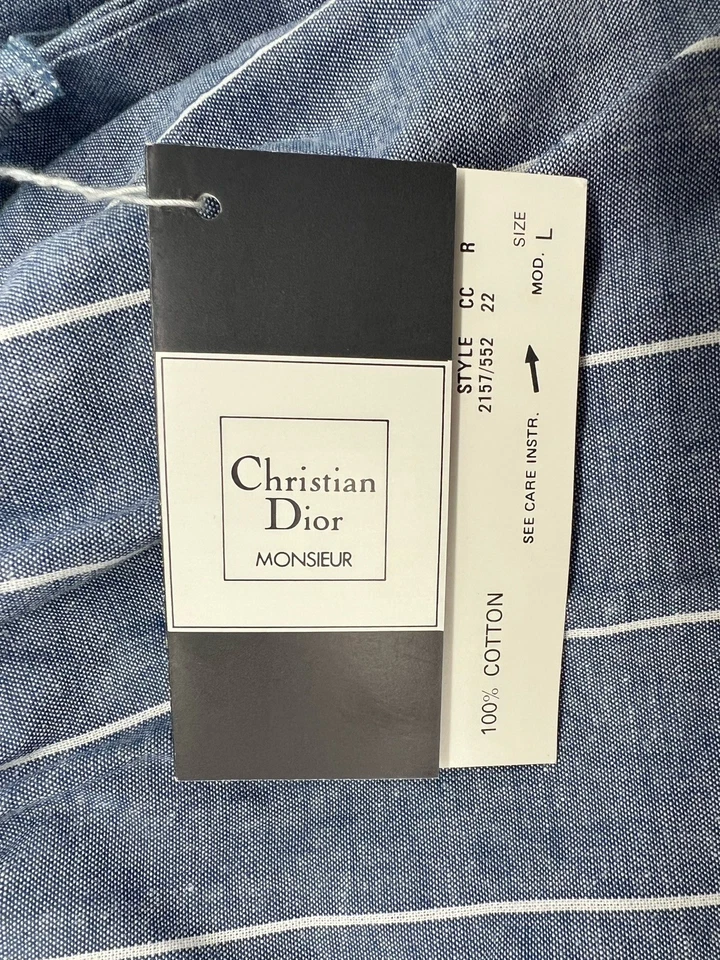 Christian
Dior
MONSIEUR
STYLE CC R
2157/552 22
100% COTTON
SEE CARE INSTR.
SIZE
MOD. L